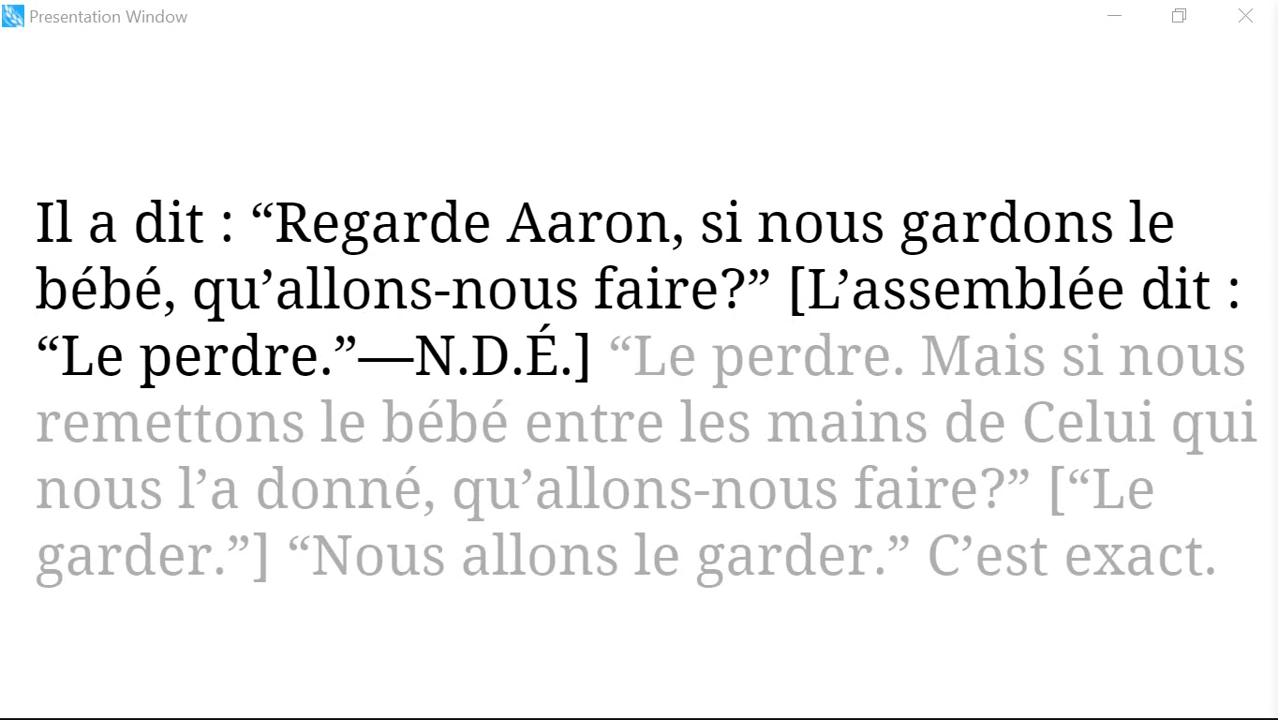 Presentation Window
Il a dit : “Regarde Aaron, si nous gardons le
bébé, qu’allons-nous faire?” [L’assemblée dit :
“Le perdre.”—N.D.É.] “Le perdre. Mais si nous
remettons le bébé entre les mains de Celui qui
nous l’a donné, qu’allons-nous faire?” [“Le
garder.”] “Nous allons le garder.” C’est exact.